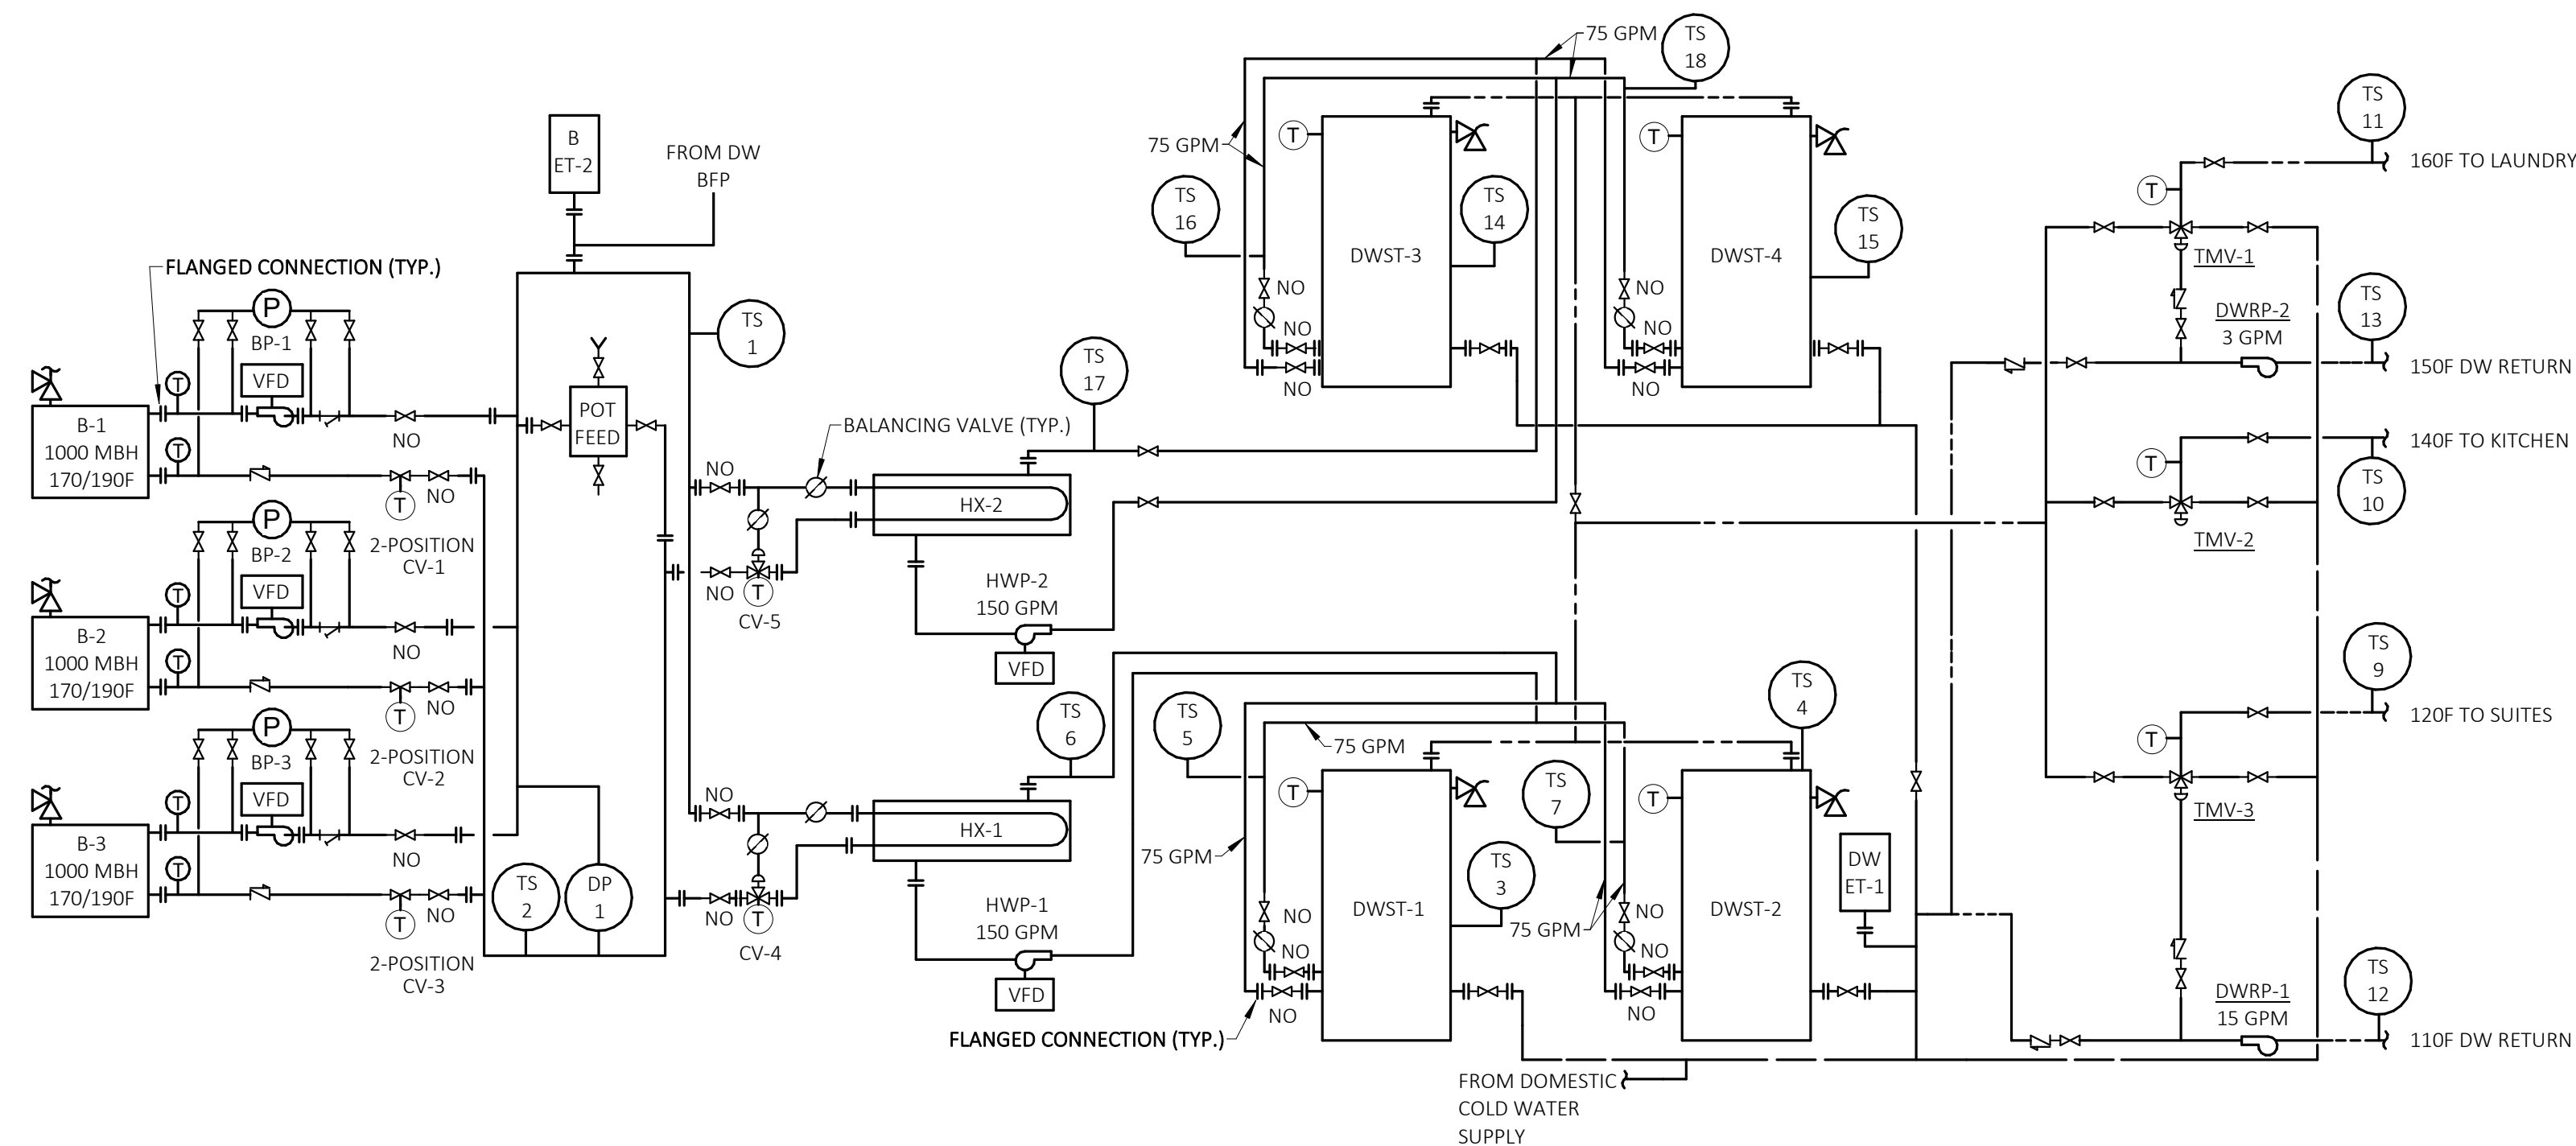 75 GPM
TS
18
TS
11
160F TO LAUNDRY
B
ET-2
FROM DW
BFP
75 GPM
T
T
TS
16
TS
14
TS
15
DWST-3
DWST-4
T
TMV-1
FLANGED CONNECTION (TYP.)
P
BP-1
VFD
T
B-1
1000 MBH
170/190F
T
NO
NO
T
2-POSITION
CV-1
POT
FEED
TS
1
TS
17
NO
NO
NO
NO
NO
NO
DWRP-2
3 GPM
TS
13
150F DW RETURN
BALANCING VALVE (TYP.)
140F TO KITCHEN
T
TS
10
TMV-2
NO
HX-2
NO
T
CV-5
HWP-2
150 GPM
VFD
P
BP-2
VFD
T
B-2
1000 MBH
170/190F
T
NO
NO
T
2-POSITION
CV-2
TS
6
TS
5
75 GPM
TS
4
TS
9
120F TO SUITES
T
TMV-3
P
BP-3
VFD
T
B-3
1000 MBH
170/190F
T
NO
NO
T
2-POSITION
CV-3
TS
2
DP
1
NO
HX-1
NO
T
CV-4
HWP-1
150 GPM
VFD
T
TS
7
T
75 GPM
TS
3
DWST-1
DWST-2
DW
ET-1
75 GPM
NO
NO
NO
NO
NO
NO
FLANGED CONNECTION (TYP.)
DWRP-1
15 GPM
TS
12
110F DW RETURN
FROM DOMESTIC
COLD WATER
SUPPLY